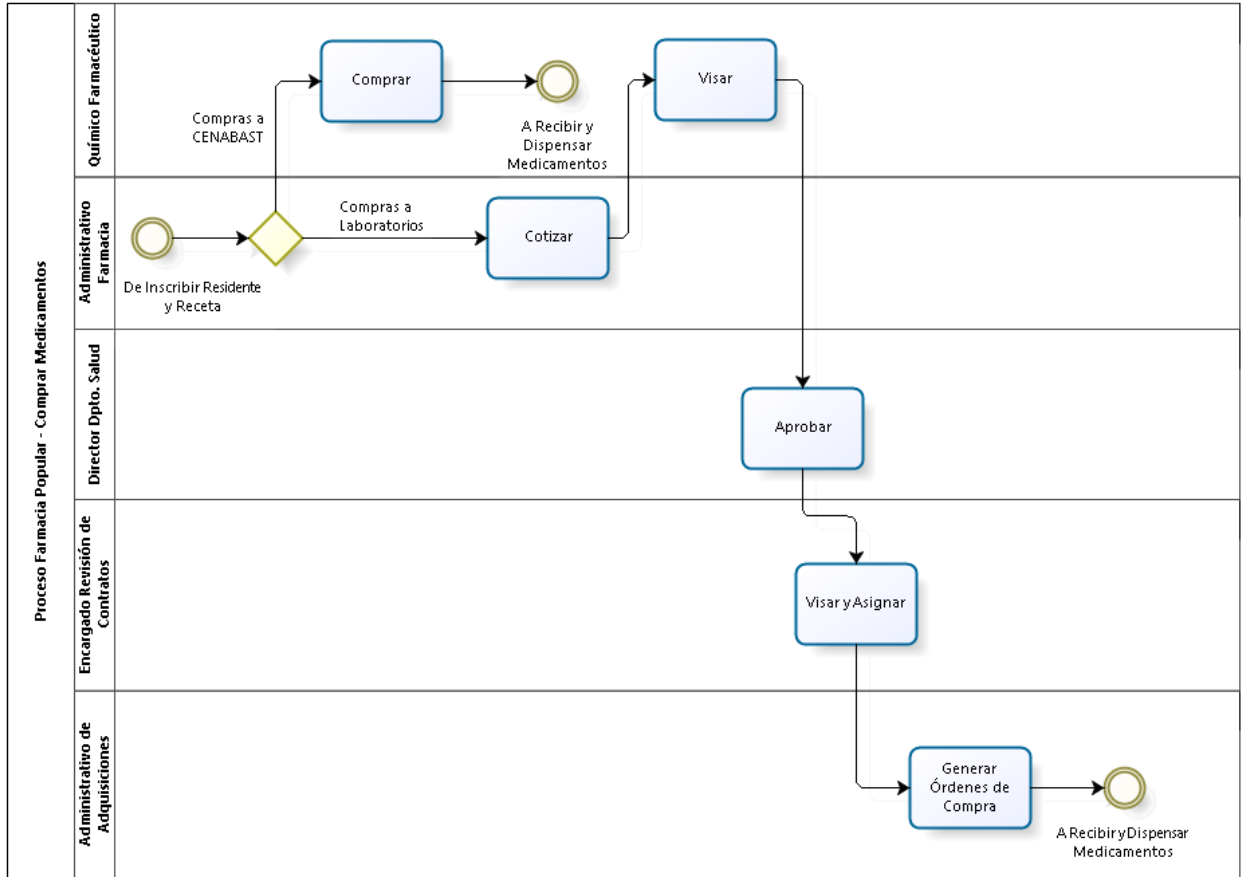 Proceso Farmacia Popular - Comprar Medicamentos
Químico Farmacéutico
Compras a
CENABAST
Comprar
A Recibir y
Dispensar
Medicamentos
Visar
Administrativo
Farmacia
De Inscribir Residente
y Receta
Compras a
Laboratorios
Cotizar
Director Dpto. Salud
Aprobar
Encargado Revisión de
Contratos
Visar y Asignar
Administrativo de
Adquisiciones
Generar
Órdenes de
Compra
A Recibir y Dispensar
Medicamentos